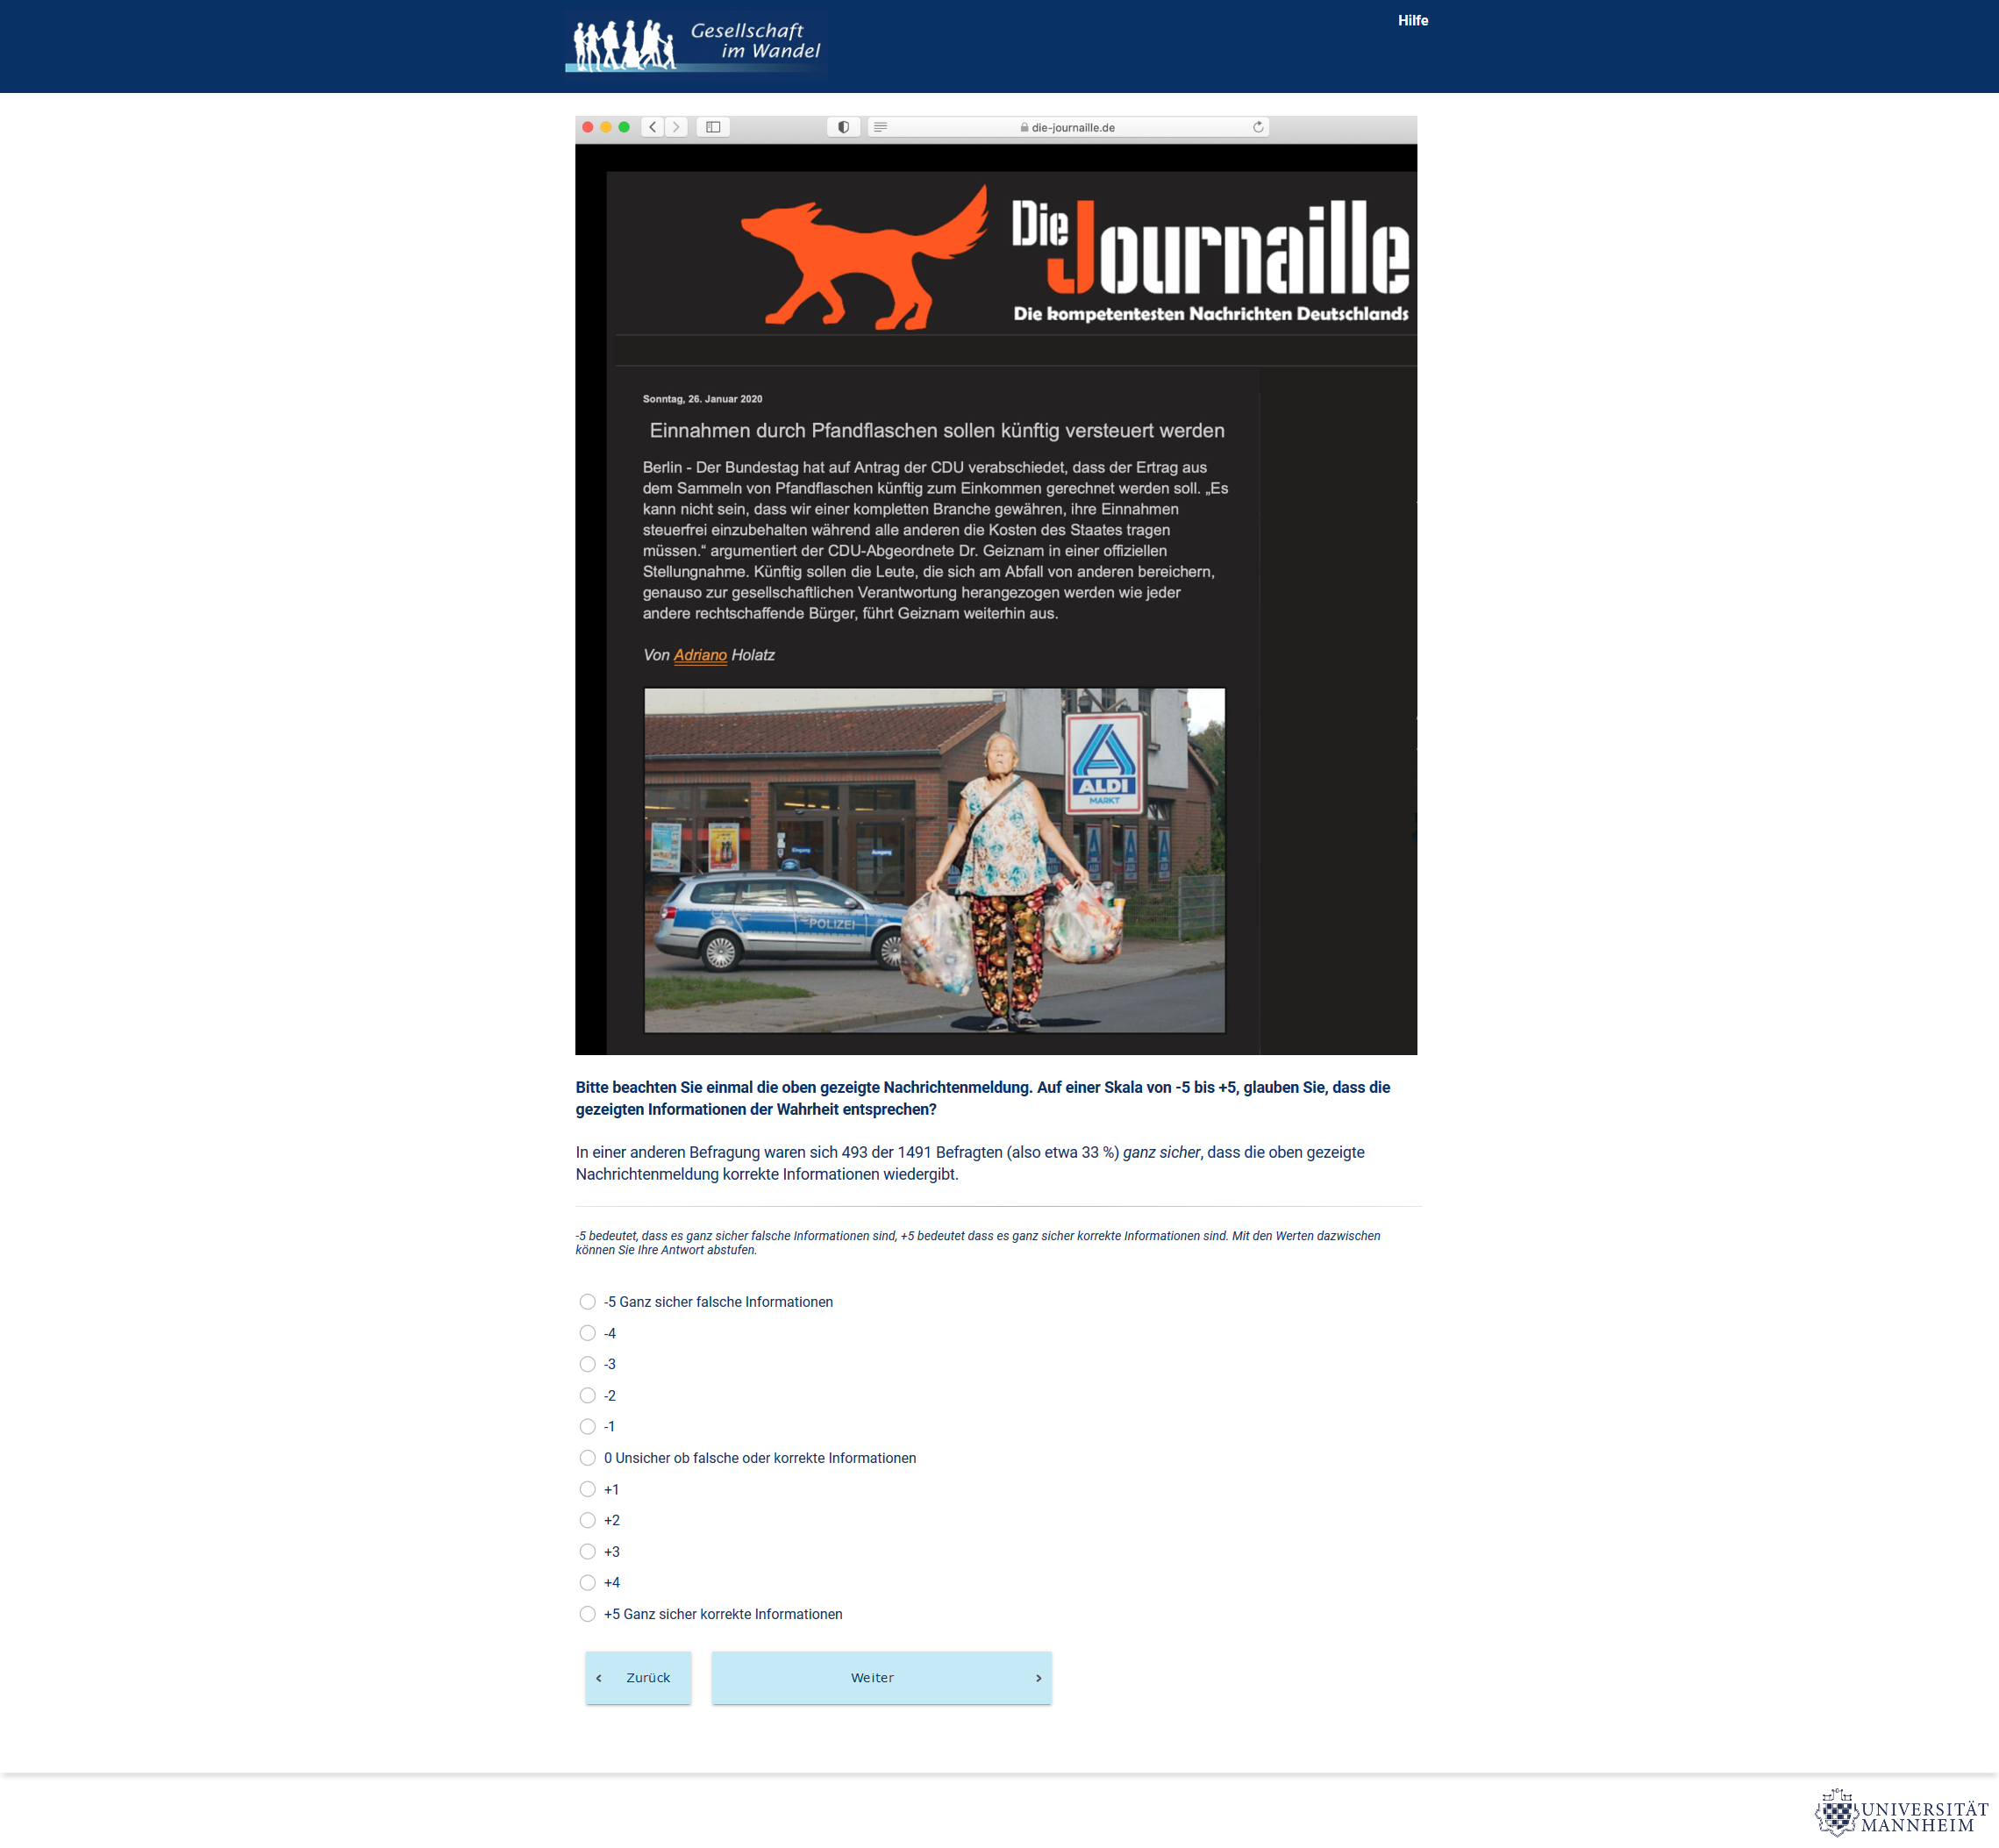 Gesellschaft
im Wandel
Hilfe
die-journaille.de
Die Journaille
Die kompetentesten Nachrichten Deutschlands
Sonntag, 26. Januar 2020
Einnahmen durch Pfandflaschen sollen künftig versteuert werden
Berlin - Der Bundestag hat auf Antrag der CDU verabschiedet, dass der Ertrag aus
dem Sammeln von Pfandflaschen künftig zum Einkommen gerechnet werden soll. „Es
kann nicht sein, dass wir einer kompletten Branche gewähren, ihre Einnahmen
steuerfrei einzubehalten während alle anderen die Kosten des Staates tragen
müssen.“ argumentiert der CDU-Abgeordnete Dr. Geiznam in einer offiziellen
Stellungnahme. Künftig sollen die Leute, die sich am Abfall von anderen bereichern,
genauso zur gesellschaftlichen Verantwortung herangezogen werden wie jeder
andere rechtschaffende Bürger, führt Geiznam weiterhin aus.
Von Adriano Holatz
ALDI
MARKT
Eingang
Ausgang
POLIZEI
Bitte beachten Sie einmal die oben gezeigte Nachrichtenmeldung. Auf einer Skala von -5 bis +5, glauben Sie, dass die
gezeigten Informationen der Wahrheit entsprechen?
In einer anderen Befragung waren sich 493 der 1491 Befragten (also etwa 33 %) ganz sicher, dass die oben gezeigte
Nachrichtenmeldung korrekte Informationen wiedergibt.
-5 bedeutet, dass es ganz sicher falsche Informationen sind, +5 bedeutet dass es ganz sicher korrekte Informationen sind. Mit den Werten dazwischen
können Sie Ihre Antwort abstufen.
-5 Ganz sicher falsche Informationen
-4
-3
-2
-1
0 Unsicher ob falsche oder korrekte Informationen
+1
+2
+3
+4
+5 Ganz sicher korrekte Informationen
Zurück
Weiter
UNIVERSITÄT
MANNHEIM